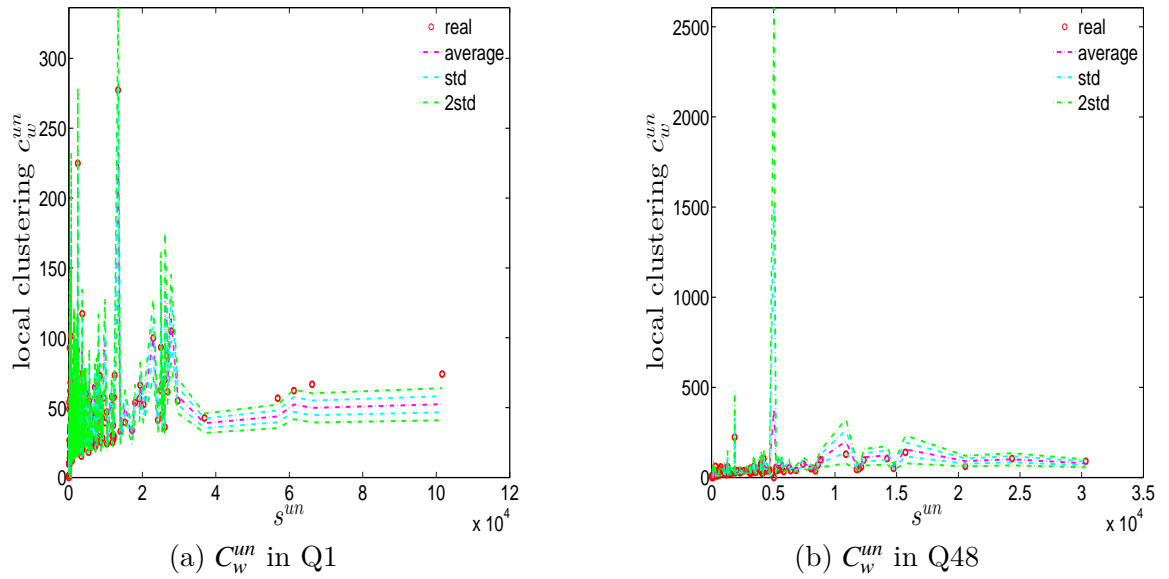 real
average
std
2std
local clustering c_w^{un}
300
250
200
150
100
50
0
0 2 4 6 8 10 12
x 10^4
s^{un}
(a) C_w^{un} in Q1
real
average
std
2std
local clustering c_w^{un}
2500
2000
1500
1000
500
0
0 0.5 1 1.5 2 2.5 3 3.5
x 10^4
s^{un}
(b) C_w^{un} in Q48